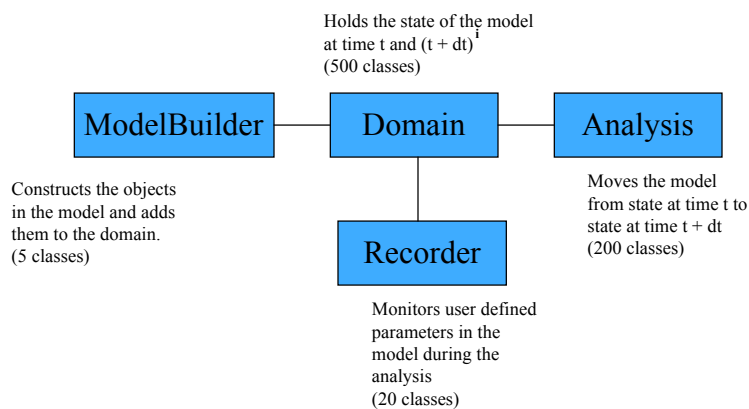 Holds the state of the model
at time t and (t + dt)^i
(500 classes)
ModelBuilder
Domain
Analysis
Constructs the objects
in the model and adds
them to the domain.
(5 classes)
Moves the model
from state at time t to
state at time t + dt
(200 classes)
Recorder
Monitors user defined
parameters in the
model during the
analysis
(20 classes)